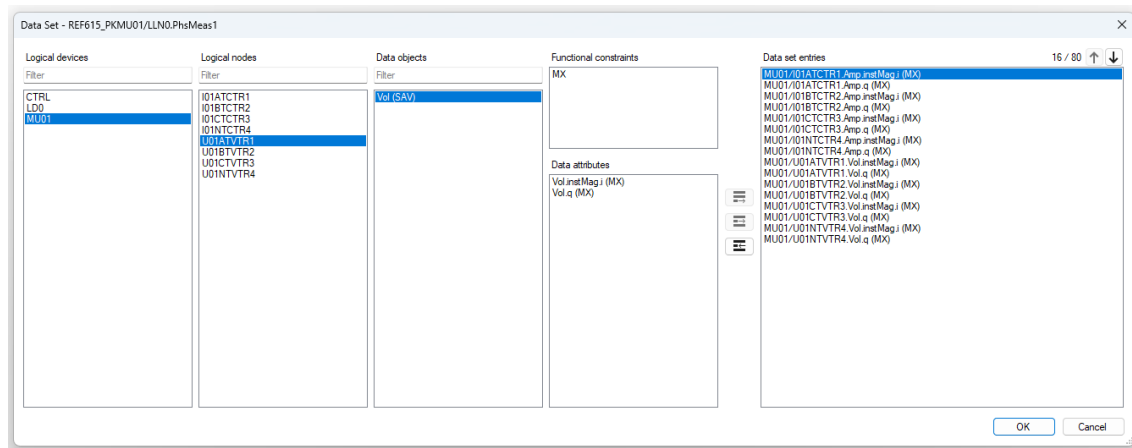 Data Set - REF615_PKMU01/LLN0.PhsMeas1
Logical devices
Filter
CTRL
LD0
MU01
Logical nodes
Filter
I01ATCTR1
I01BTCTR2
I01CTCTR3
I01NTCTR4
U01ATVTR1
U01BTVTR2
U01CTVTR3
U01NTVTR4
Data objects
Filter
Vol (SAV)
Functional constraints
MX
Data attributes
Vol.instMag.i (MX)
Vol.q (MX)
Data set entries
16 / 80
MU01/I01ATCTR1.Amp.instMag.i (MX)
MU01/I01ATCTR1.Amp.q (MX)
MU01/I01BTCTR2.Amp.instMag.i (MX)
MU01/I01BTCTR2.Amp.q (MX)
MU01/I01CTCTR3.Amp.instMag.i (MX)
MU01/I01CTCTR3.Amp.q (MX)
MU01/I01NTCTR4.Amp.instMag.i (MX)
MU01/I01NTCTR4.Amp.q (MX)
MU01/U01ATVTR1.Vol.instMag.i (MX)
MU01/U01ATVTR1.Vol.q (MX)
MU01/U01BTVTR2.Vol.instMag.i (MX)
MU01/U01BTVTR2.Vol.q (MX)
MU01/U01CTVTR3.Vol.instMag.i (MX)
MU01/U01CTVTR3.Vol.q (MX)
MU01/U01NTVTR4.Vol.instMag.i (MX)
MU01/U01NTVTR4.Vol.q (MX)
OK
Cancel